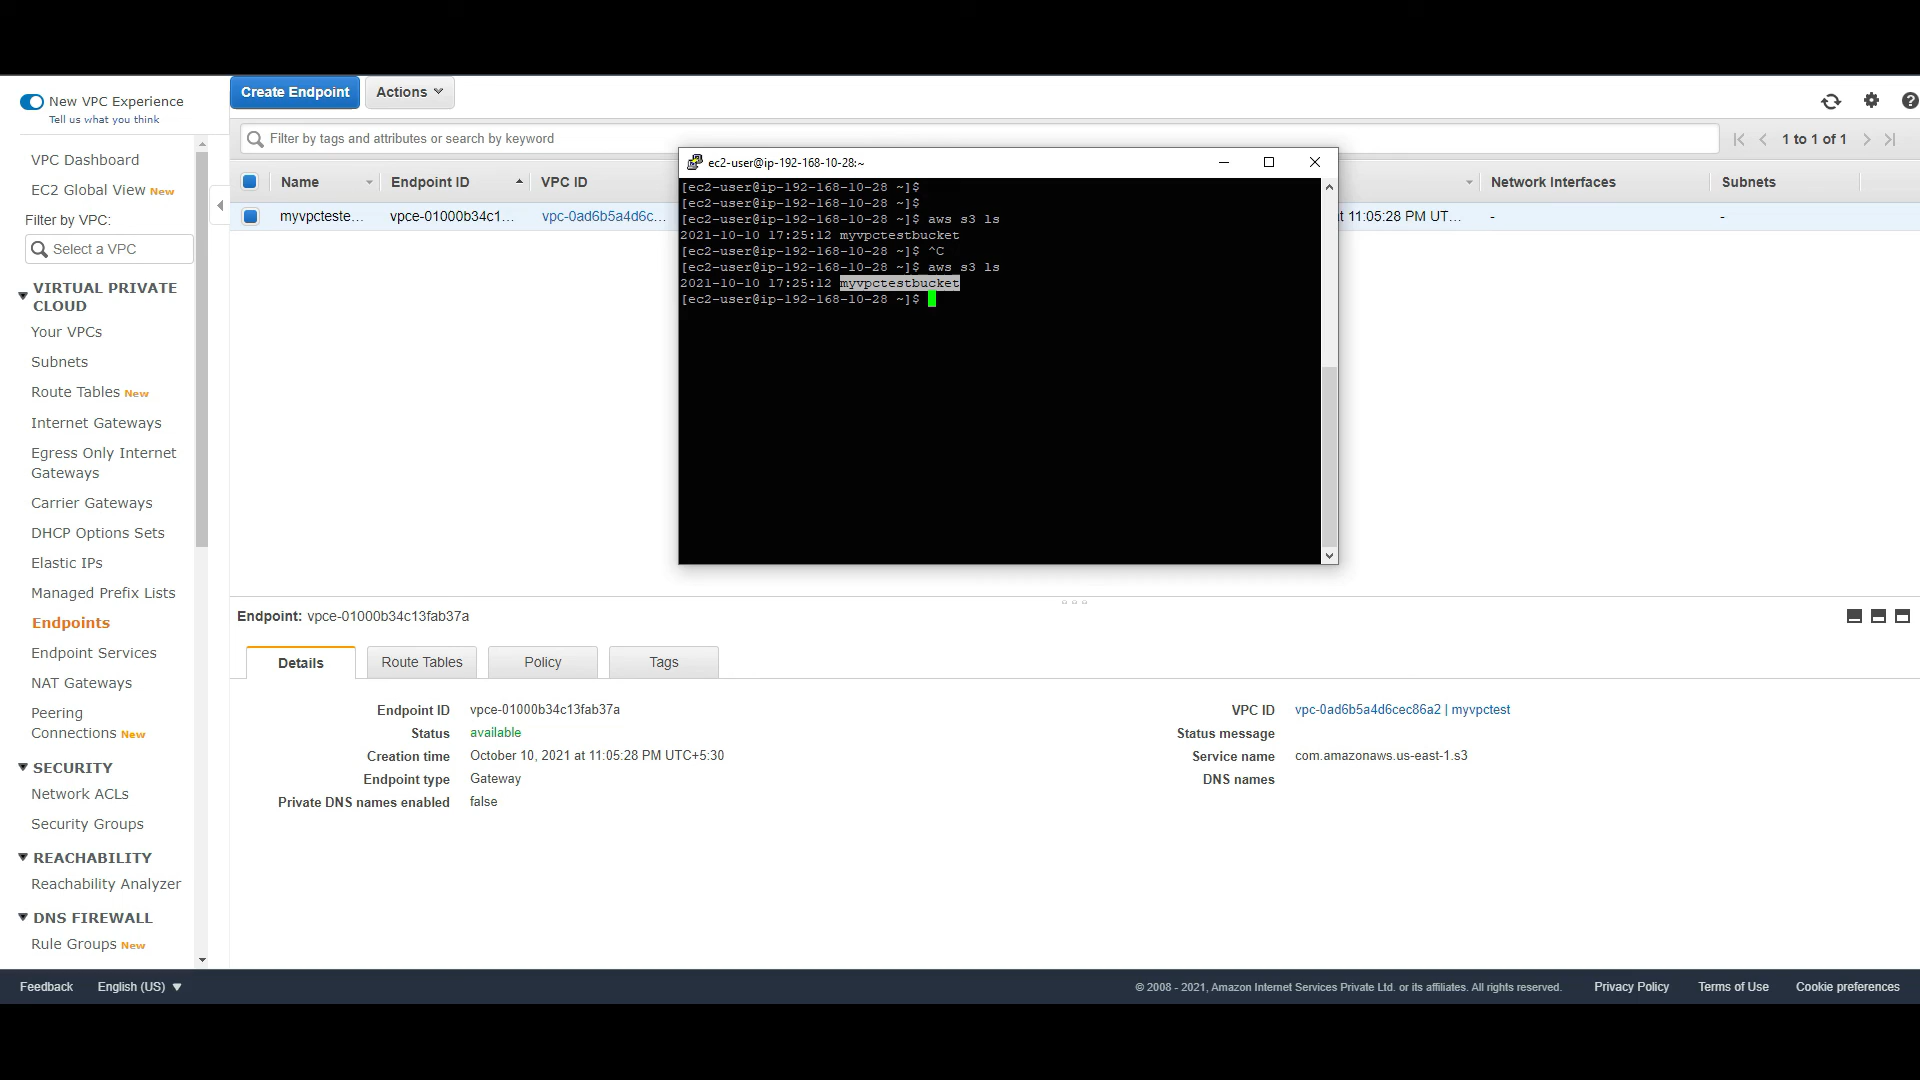 New VPC Experience
Tell us what you think
Create Endpoint
Actions
Filter by tags and attributes or search by keyword
1 to 1 of 1
VPC Dashboard
EC2 Global View New
Filter by VPC:
Select a VPC
VIRTUAL PRIVATE
CLOUD
Your VPCs
Subnets
Route Tables New
Internet Gateways
Egress Only Internet
Gateways
Carrier Gateways
DHCP Options Sets
Elastic IPs
Managed Prefix Lists
Endpoints
Endpoint Services
NAT Gateways
Peering
Connections New
SECURITY
Network ACLs
Security Groups
REACHABILITY
Reachability Analyzer
DNS FIREWALL
Rule Groups New
Name Endpoint ID VPC ID Network Interfaces Subnets
myvpcteste... vpce-01000b34c1... vpc-0ad6b5a4d6c... t 11:05:28 PM UT... - -
ec2-user@ip-192-168-10-28:~
[ec2-user@ip-192-168-10-28 ~]$
[ec2-user@ip-192-168-10-28 ~]$
[ec2-user@ip-192-168-10-28 ~]$ aws s3 ls
2021-10-10 17:25:12 myvpctestbucket
[ec2-user@ip-192-168-10-28 ~]$ ^C
[ec2-user@ip-192-168-10-28 ~]$ aws s3 ls
2021-10-10 17:25:12 myvpctestbucket
[ec2-user@ip-192-168-10-28 ~]$
Endpoint: vpce-01000b34c13fab37a
Details Route Tables Policy Tags
Endpoint ID vpce-01000b34c13fab37a
Status available
Creation time October 10, 2021 at 11:05:28 PM UTC+5:30
Endpoint type Gateway
Private DNS names enabled false
VPC ID vpc-0ad6b5a4d6cec86a2 | myvpctest
Status message
Service name com.amazonaws.us-east-1.s3
DNS names
Feedback English (US) © 2008 - 2021, Amazon Internet Services Private Ltd. or its affiliates. All rights reserved. Privacy Policy Terms of Use Cookie preferences